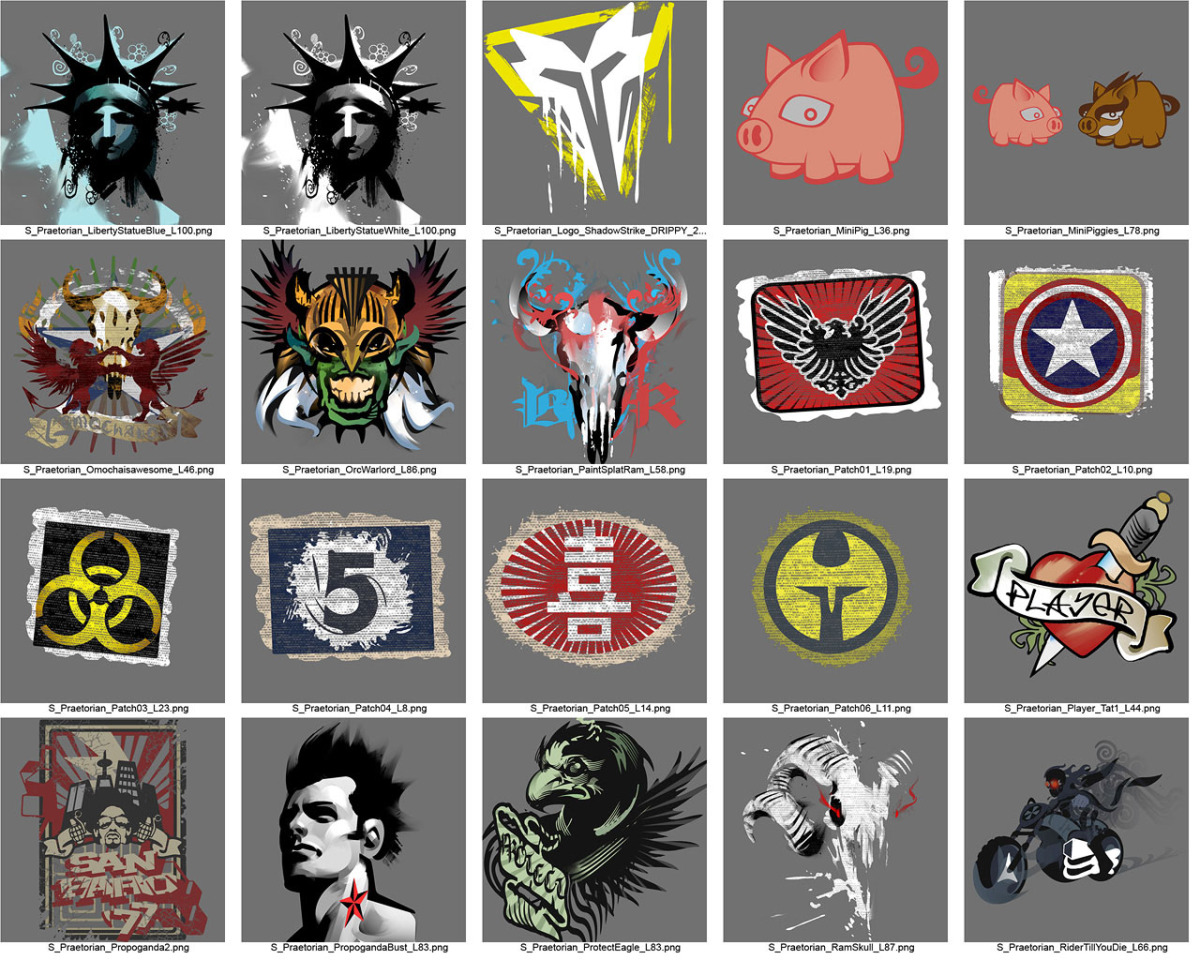 S_Praetorian_LibertyStatueBlue_L100.png
S_Praetorian_LibertyStatueWhite_L100.png
S_Praetorian_Logo_ShadowStrike_DRIPPY_2...
S_Praetorian_MiniPig_L36.png
S_Praetorian_MiniPiggies_L78.png
B R
S_Praetorian_Omochaisawesome_L46.png
S_Praetorian_OrcWarlord_L86.png
S_Praetorian_PaintSplatRam_L58.png
S_Praetorian_Patch01_L19.png
S_Praetorian_Patch02_L10.png
5
PLAYER
S_Praetorian_Patch03_L23.png
S_Praetorian_Patch04_L8.png
S_Praetorian_Patch05_L14.png
S_Praetorian_Patch06_L11.png
S_Praetorian_Player_Tat1_L44.png
SAN
S_Praetorian_Propoganda2.png
S_Praetorian_PropogandaBust_L83.png
S_Praetorian_ProtectEagle_L83.png
S_Praetorian_RamSkull_L87.png
S_Praetorian_RiderTillYouDie_L66.png